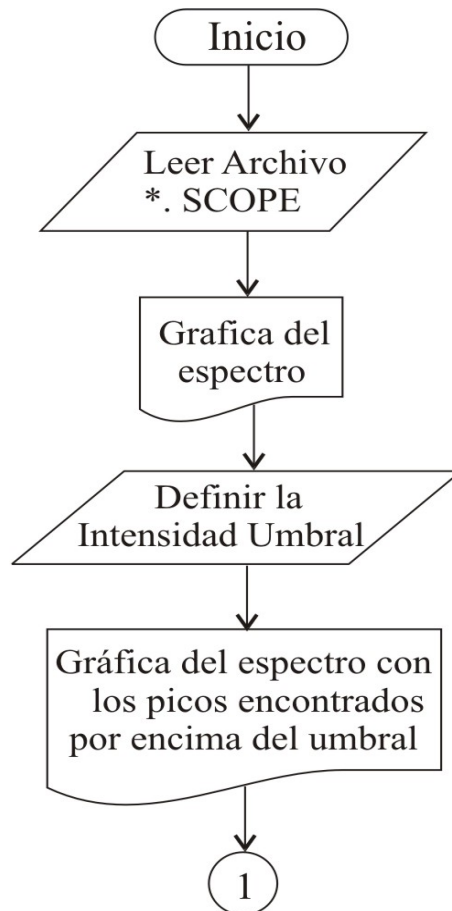 Inicio
Leer Archivo
*. SCOPE
Grafica del
espectro
Definir la
Intensidad Umbral
Gráfica del espectro con
los picos encontrados
por encima del umbral
1